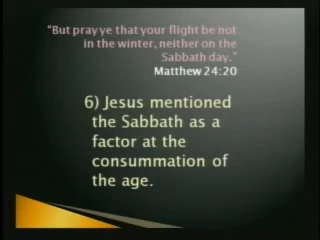 "But pray ye that your flight be not
in the winter, neither on the
Sabbath day."
Matthew 24:20
6) Jesus mentioned
the Sabbath as a
factor at the
consummation of
the age.